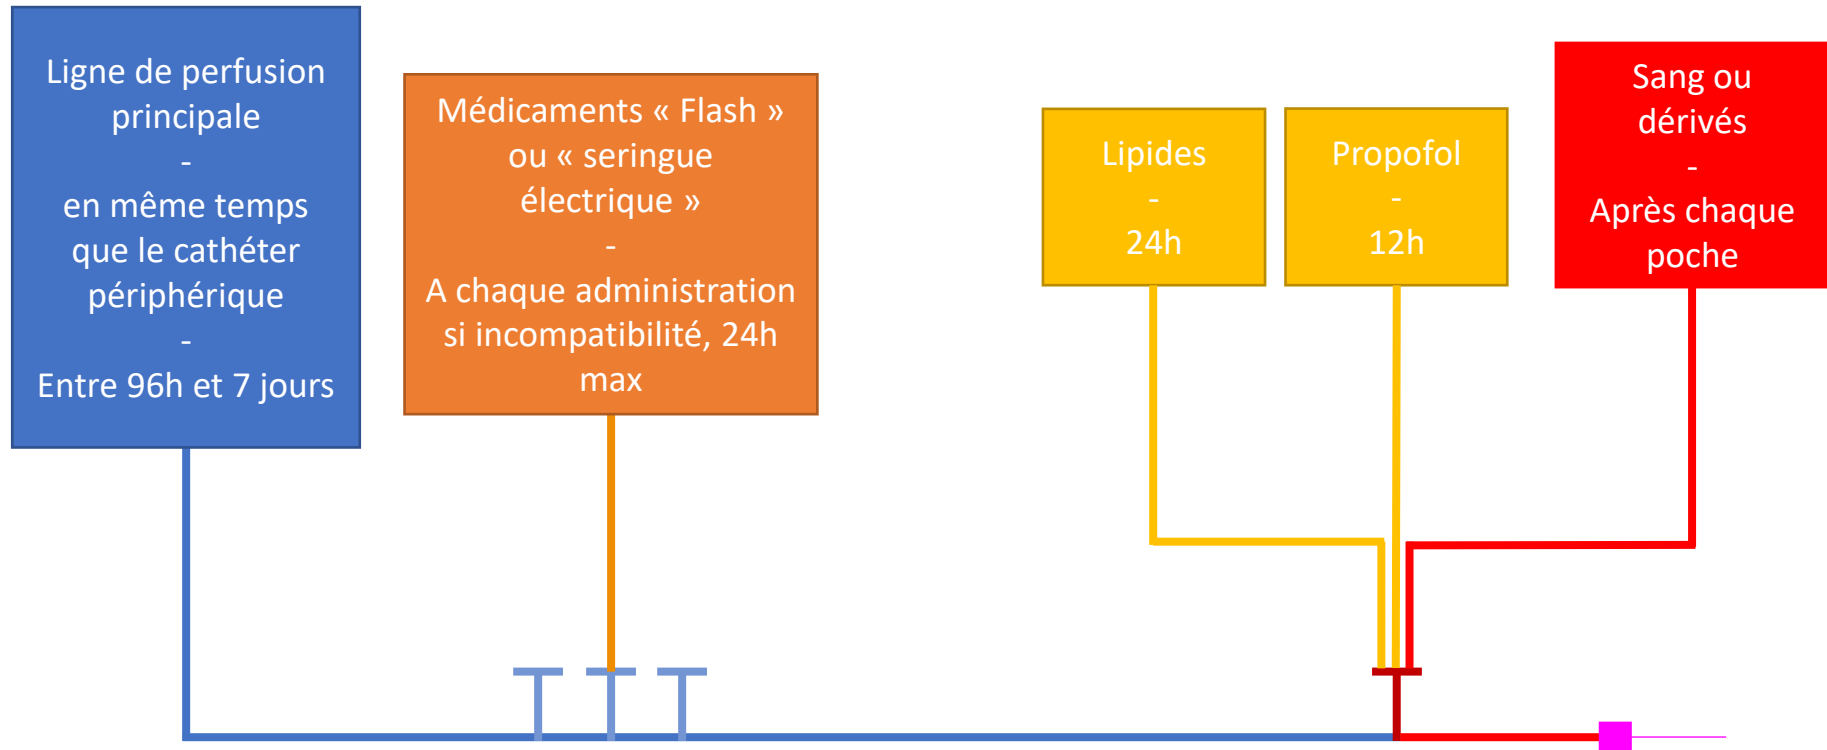 Ligne de perfusion
principale
-
en même temps
que le cathéter
périphérique
-
Entre 96h et 7 jours
Médicaments « Flash »
ou « seringue
électrique »
-
A chaque administration
si incompatibilité, 24h
max
Lipides
-
24h
Propofol
-
12h
Sang ou
dérivés
-
Après chaque
poche